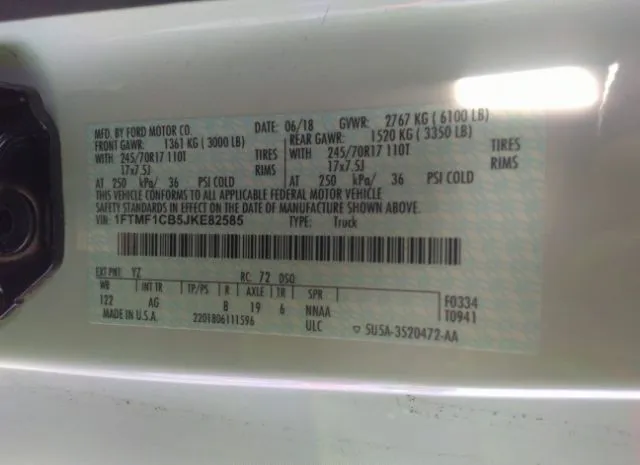 MFD. BY FORD MOTOR CO. DATE: 06/18 GVWR: 2767 KG ( 6100 LB)
FRONT GAWR: 1361 KG ( 3000 LB) REAR GAWR: 1520 KG ( 3350 LB)
WITH 245/70R17 110T TIRES WITH 245/70R17 110T TIRES
17x7.5J RIMS 17x7.5J RIMS
AT 250 kPa/ 36 PSI COLD AT 250 kPa/ 36 PSI COLD
THIS VEHICLE CONFORMS TO ALL APPLICABLE FEDERAL MOTOR VEHICLE
SAFETY STANDARDS IN EFFECT ON THE DATE OF MANUFACTURE SHOWN ABOVE.
VIN: 1FTMF1CB5JKE82585 TYPE: Truck
EXT PNT: YZ RC: 72 DSO:
WB INT TR TP/PS R AXLE TR SPR
122 AG B 19 6 NNAA F0334
MADE IN U.S.A. 2201806111596 ULC T0941
SU5A-3520472-AA